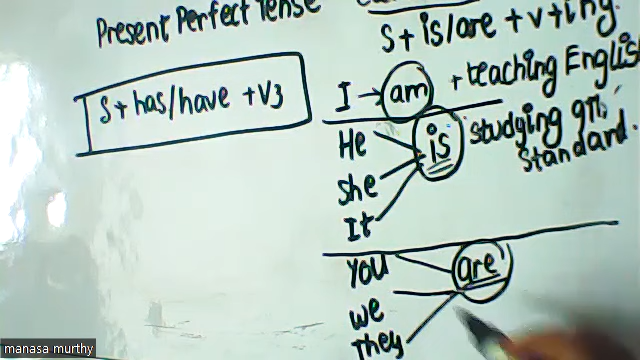 Present Perfect Tense
S + has/have + V3
S + is/are + v + ing
I → am + teaching English
He
is studying
standard.
She
It
You
are
we
They
manasa murthy